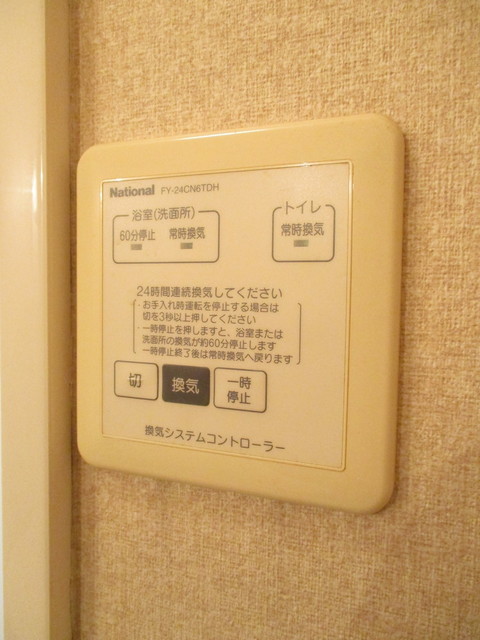 National FY-24CN6TDH
浴室(洗面所)
60分停止 常時換気
トイレ
常時換気
24時間連続換気してください
・お手入れ時運転を停止する場合は
切を3秒以上押してください
・一時停止を押しますと、浴室または
洗面所の換気が約60分停止します
一時停止終了後は常時換気へ戻ります
切
換気
一時
停止
換気システムコントローラー